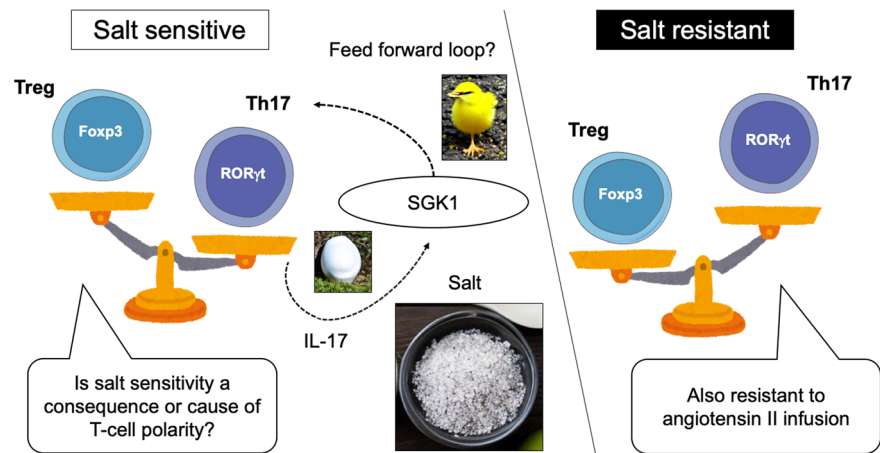 Salt sensitive
Feed forward loop?
Treg
Foxp3
Th17
RORγt
SGK1
Salt
IL-17
Is salt sensitivity a
consequence or cause of
T-cell polarity?
Salt resistant
Th17
RORγt
Treg
Foxp3
Also resistant to
angiotensin II infusion